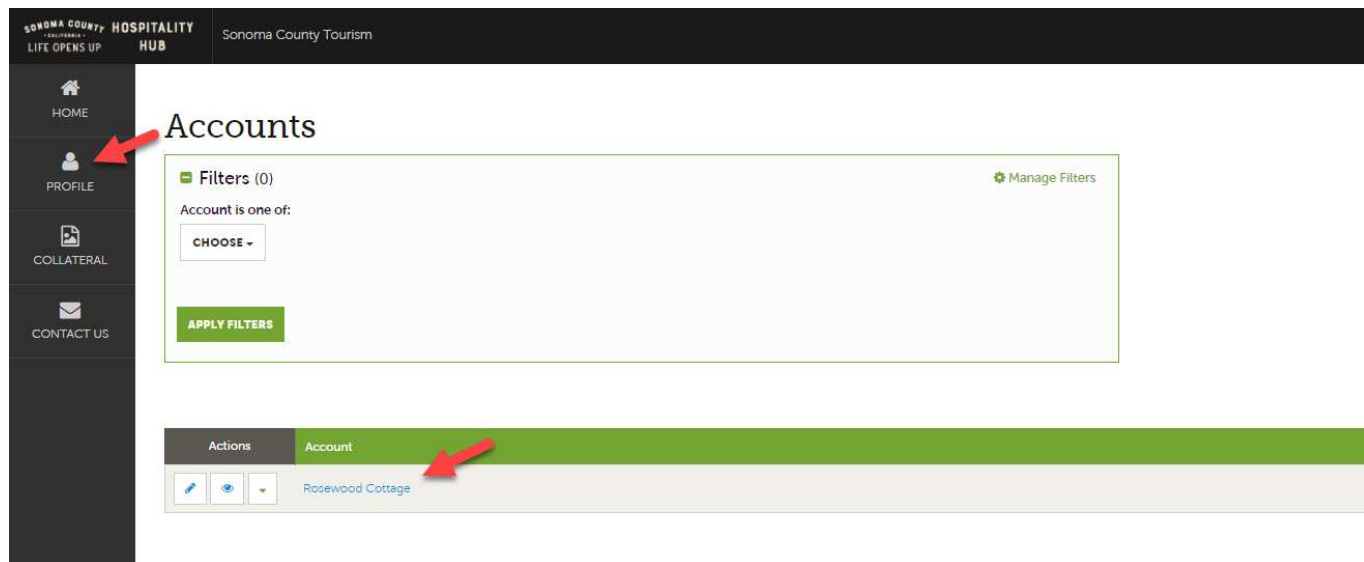 SONOMA COUNTY HOSPITALITY
·CALIFORNIA·
LIFE OPENS UP HUB
Sonoma County Tourism
HOME
PROFILE
COLLATERAL
CONTACT US
Accounts
Filters (0)
Manage Filters
Account is one of:
CHOOSE
APPLY FILTERS
Actions Account
Rosewood Cottage